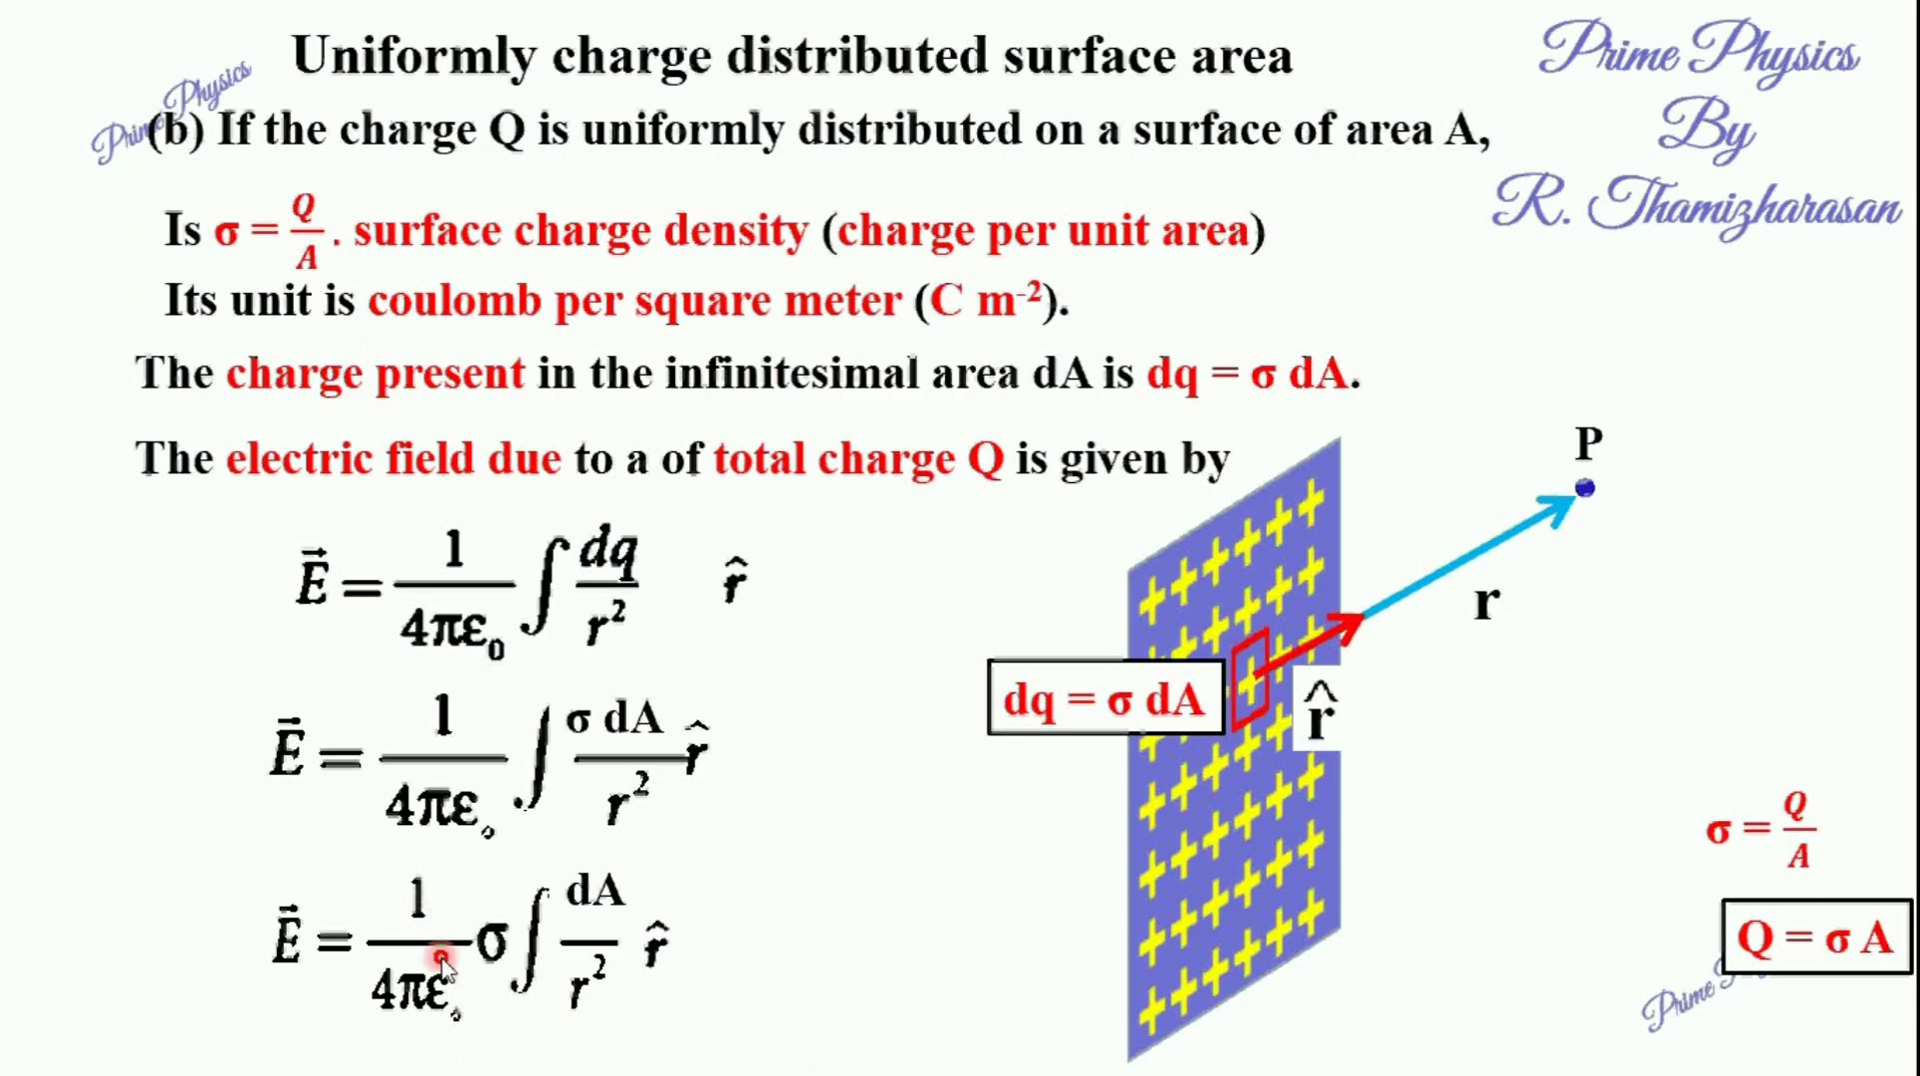 Uniformly charge distributed surface area
Prime Physics
By
R. Thamizharasan
Prime Physics
(b) If the charge Q is uniformly distributed on a surface of area A,
Is σ = Q/A . surface charge density (charge per unit area)
Its unit is coulomb per square meter (C m⁻²).
The charge present in the infinitesimal area dA is dq = σ dA.
The electric field due to a of total charge Q is given by
E⃗ = 1/4πε₀ ∫ dq/r² r̂
E⃗ = 1/4πε₀ ∫ σ dA/r² r̂
E⃗ = 1/4πε₀ σ ∫ dA/r² r̂
P
r
r̂
dq = σ dA
σ = Q/A
Q = σ A
Prime